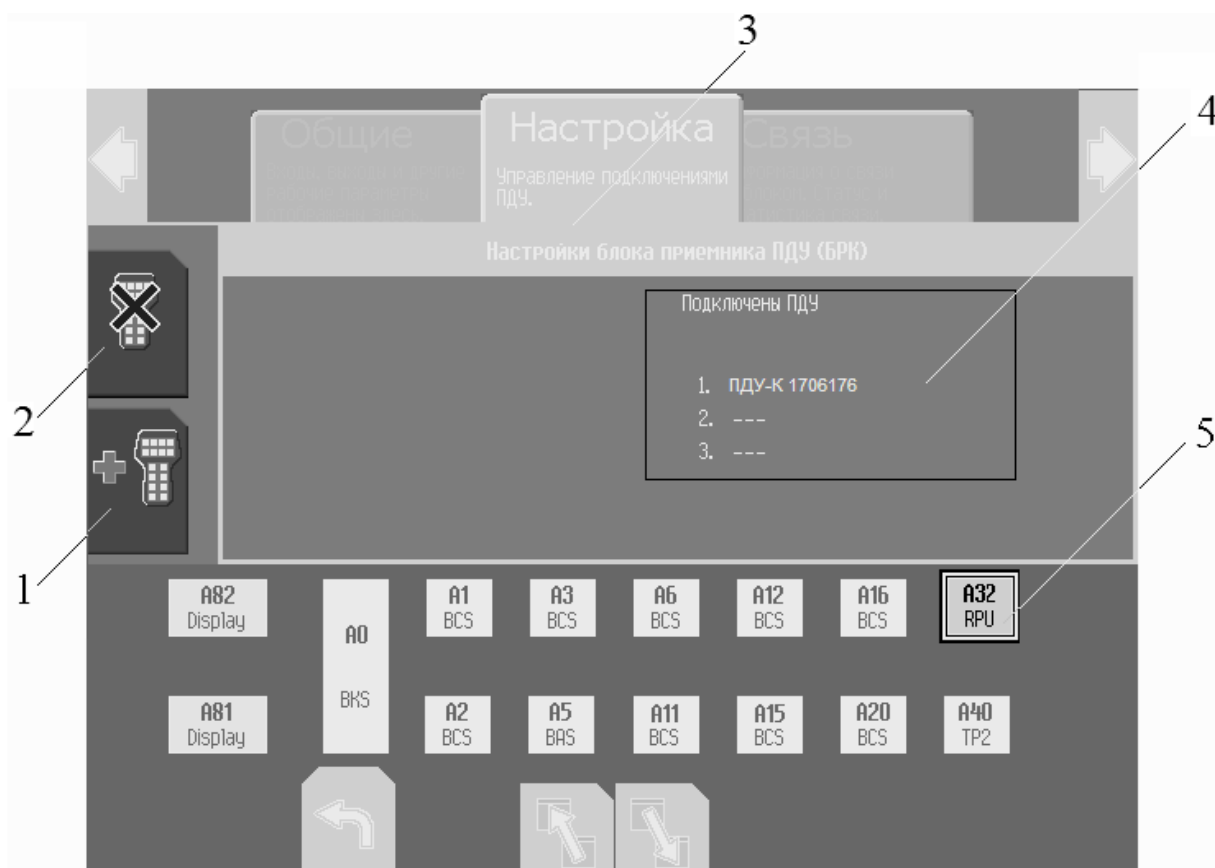 3
4
Общие
Настройка
Связь
Управление подключениями
ПДУ.
Настройки блока приемника ПДУ (БРК)
Подключены ПДУ
1. ПДУ-К 1706176
2. ---
3. ---
2
5
1
A82
Display
A0
BKS
A1
BCS
A3
BCS
A6
BCS
A12
BCS
A16
BCS
A32
RPU
A81
Display
A2
BCS
A5
BAS
A11
BCS
A15
BCS
A20
BCS
A40
TP2